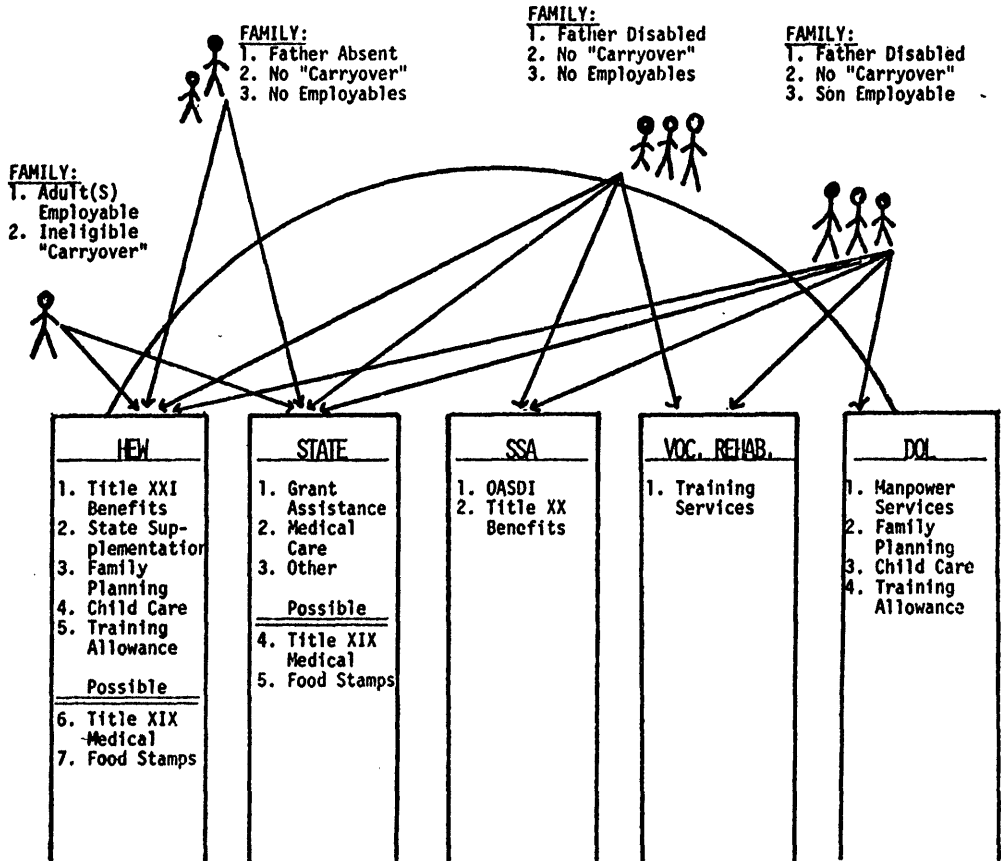 FAMILY:
1. Father Absent
2. No "Carryover"
3. No Employables
FAMILY:
1. Father Disabled
2. No "Carryover"
3. No Employables
FAMILY:
1. Father Disabled
2. No "Carryover"
3. Son Employable
FAMILY:
1. Adult(S)
Employable
2. Ineligible
"Carryover"
HEW
1. Title XXI
Benefits
2. State Sup-
plementation
3. Family
Planning
4. Child Care
5. Training
Allowance
Possible
6. Title XIX
Medical
7. Food Stamps
STATE
1. Grant
Assistance
2. Medical
Care
3. Other
Possible
4. Title XIX
Medical
5. Food Stamps
SSA
1. OASDI
2. Title XX
Benefits
VOC. REHAB.
1. Training
Services
DOL
1. Manpower
Services
2. Family
Planning
3. Child Care
4. Training
Allowance